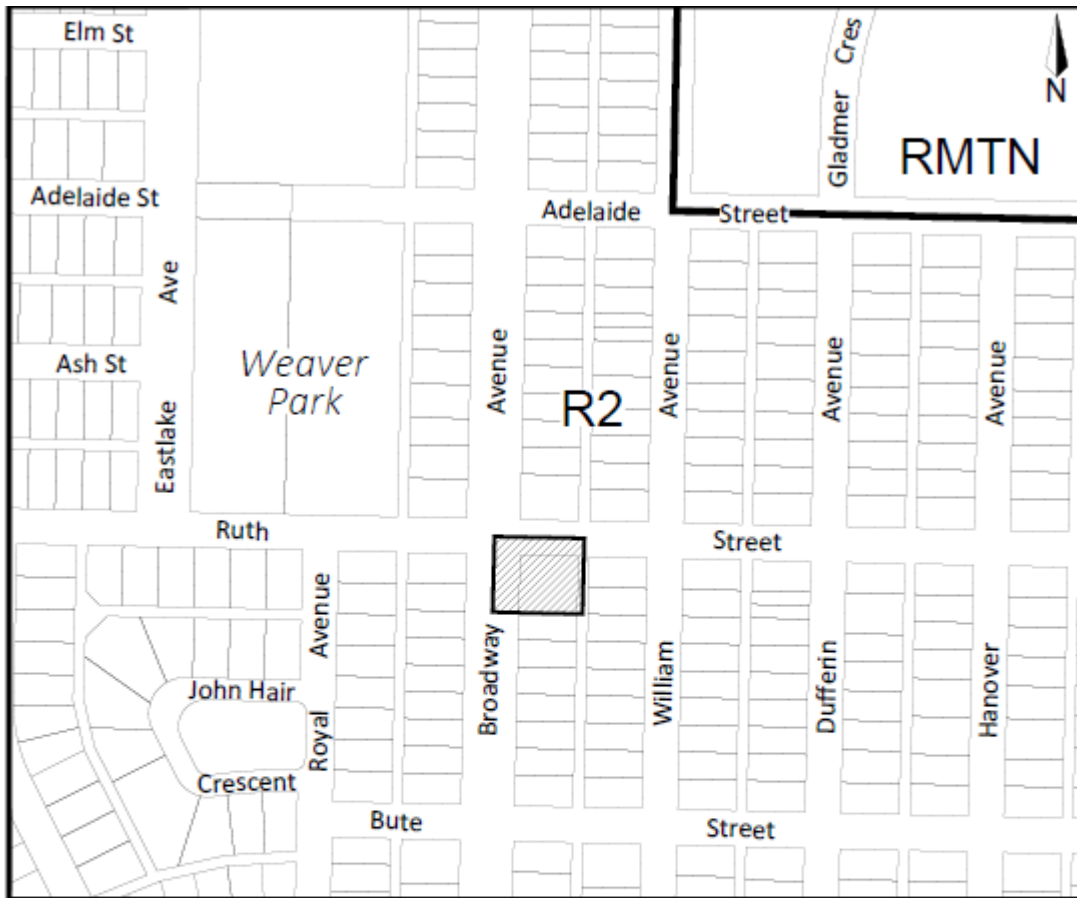 Elm St
Gladmer Cres
N
RMTN
Adelaide St
Adelaide Street
Eastlake Ave
Ash St
Weaver
Park
Avenue
R2
Avenue
Avenue
Avenue
Ruth Street
Royal Avenue
Broadway
William
Dufferin
Hanover
John Hair
Crescent
Bute Street